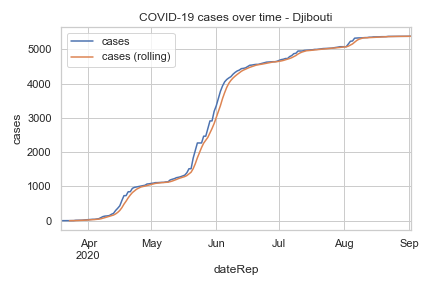 COVID-19 cases over time - Djibouti
cases
cases (rolling)
5000
4000
3000
2000
1000
0
cases
Apr
2020
May
Jun
Jul
Aug
Sep
dateRep